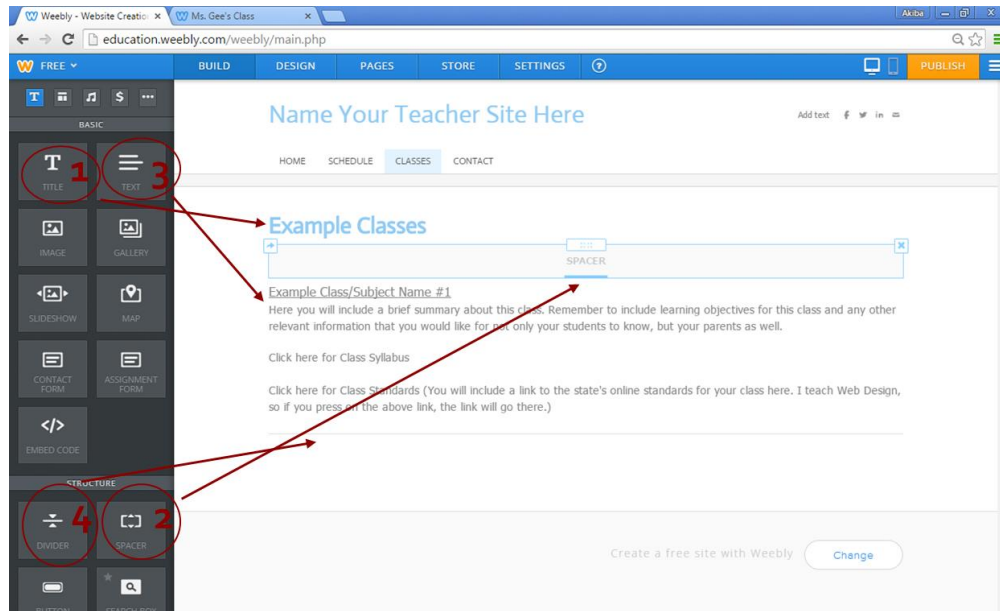 Weebly - Website Creatio
Ms. Gee's Class
Akiba
education.weebly.com/weebly/main.php
FREE
BUILD DESIGN PAGES STORE SETTINGS ?
PUBLISH
BASIC
T
TITLE
1
TEXT
3
IMAGE
GALLERY
SLIDESHOW
MAP
CONTACT FORM
ASSIGNMENT FORM
</>
EMBED CODE
STRUCTURE
DIVIDER
4
SPACER
2
BUTTON
SEARCH BOX
Name Your Teacher Site Here
Add text
HOME SCHEDULE CLASSES CONTACT
Example Classes
SPACER
Example Class/Subject Name #1
Here you will include a brief summary about this class. Remember to include learning objectives for this class and any other
relevant information that you would like for not only your students to know, but your parents as well.
Click here for Class Syllabus
Click here for Class Standards (You will include a link to the state's online standards for your class here. I teach Web Design,
so if you press on the above link, the link will go there.)
Create a free site with Weebly
Change